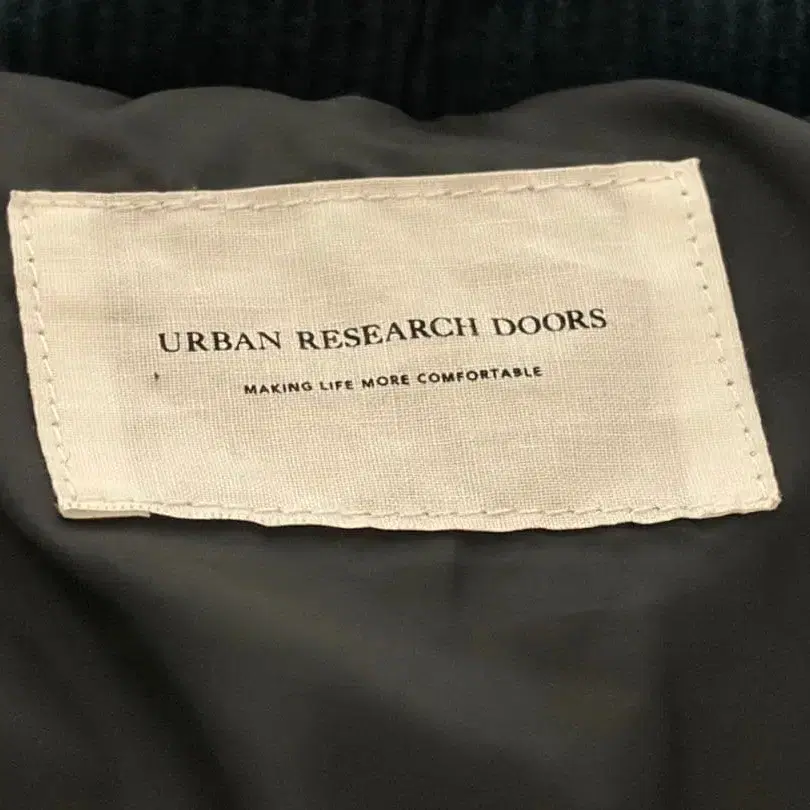 URBAN RESEARCH DOORS
MAKING LIFE MORE COMFORTABLE